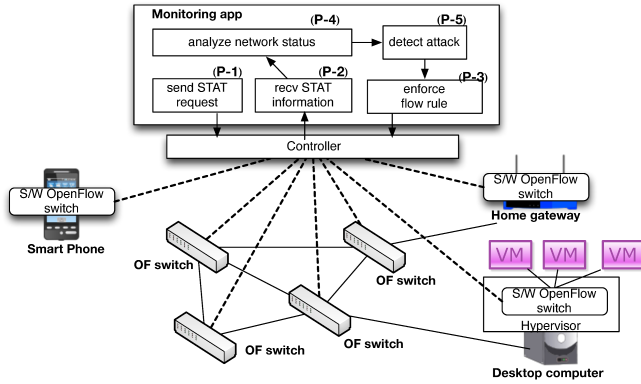 Monitoring app
(P-4)
(P-5)
analyze network status
detect attack
(P-1)
(P-2)
(P-3)
send STAT
request
recv STAT
information
enforce
flow rule
Controller
S/W OpenFlow
switch
Smart Phone
S/W OpenFlow
switch
Home gateway
OF switch
OF switch
OF switch
OF switch
VM
VM
VM
S/W OpenFlow
switch
Hypervisor
Desktop computer